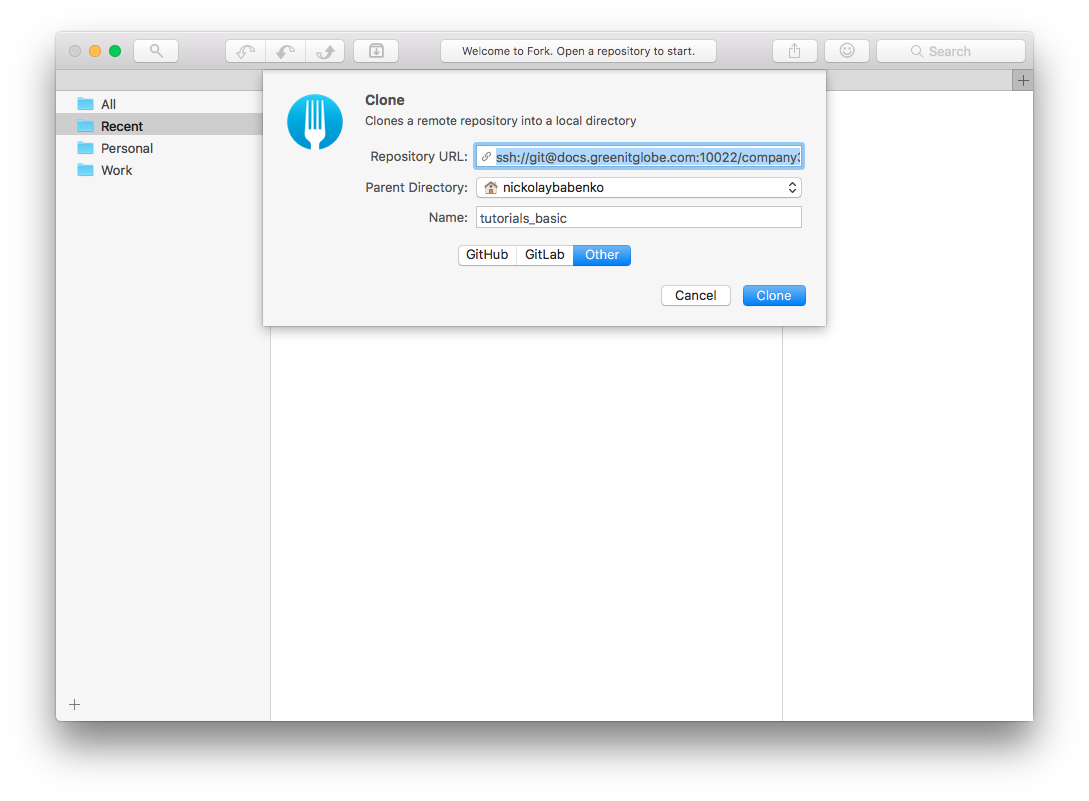 Welcome to Fork. Open a repository to start.
Search
All
Recent
Personal
Work
Clone
Clones a remote repository into a local directory
Repository URL: ssh://git@docs.greenitglobe.com:10022/company
Parent Directory: nickolaybabenko
Name: tutorials_basic
GitHub GitLab Other
Cancel Clone